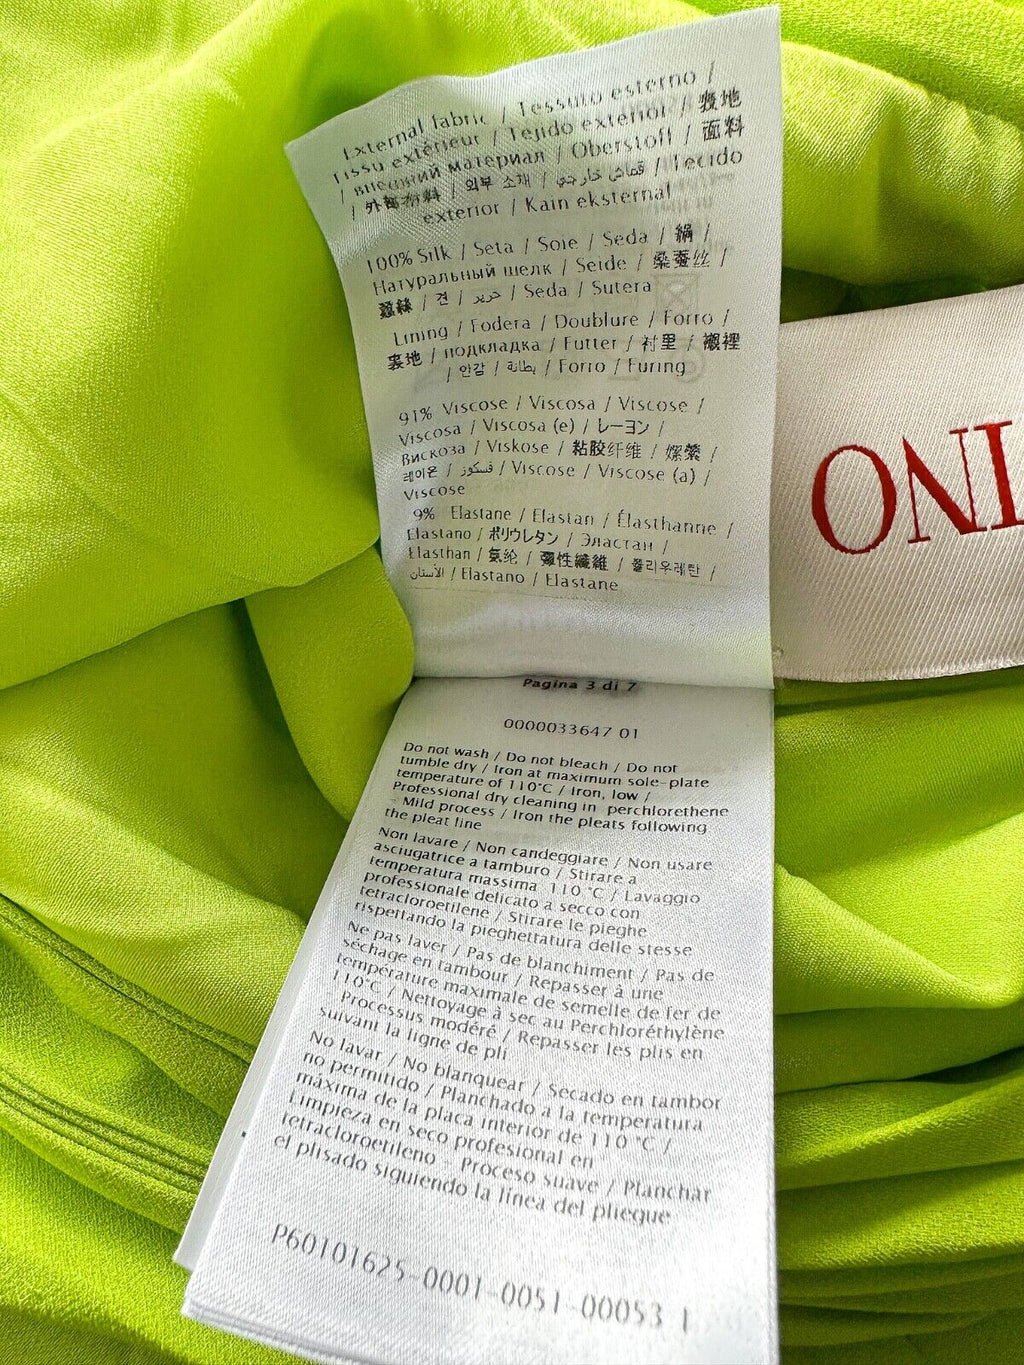 External fabric / Tessuto esterno /
Tissu extérieur / Tejido exterior / 表地
/ внешний материал / Oberstoff / 面料
/ 外部布料 / 외부 소재 / قماش خارجي / Tecido
exterior / Kain eksternal
100% Silk / Seta / Soie / Seda / 絹 /
Натуральный шелк / Seide / 桑蚕丝 /
蠶絲 / 견 / حرير / Seda / Sutera
Lining / Fodera / Doublure / Forro /
裏地 / подкладка / Futter / 衬里 / 襯裡
/ 안감 / بطانة / Forro / Furing
91% Viscose / Viscosa / Viscose /
Viscosa / Viscosa (e) / レーヨン /
Вискоза / Viskose / 粘胶纤维 / 嫘縈 /
레이온 / فسكوز / Viscose / Viscose (a) /
Viscose
9% Elastane / Elastan / Élasthanne /
Elastano / ポリウレタン / Эластан /
Elasthan / 氨纶 / 彈性纖維 / 폴리우레탄 /
الأستان / Elastano / Elastane
ONI
Pagina 3 di 7
0000033647 01
Do not wash / Do not bleach / Do not
tumble dry / Iron at maximum sole-plate
temperature of 110°C / Iron, low /
Professional dry cleaning in perchlorethene
- Mild process / Iron the pleats following
the pleat line
Non lavare / Non candeggiare / Non usare
asciugatrice a tamburo / Stirare a
temperatura massima 110 °C / Lavaggio
professionale delicato a secco con
tetracloroetilene / Stirare le pieghe
rispettando la pieghettatura delle stesse
Ne pas laver / Pas de blanchiment / Pas de
séchage en tambour / Repasser à une
température maximale de semelle de fer de
110°C / Nettoyage à sec au Perchloréthylène
- Processus modéré / Repasser les plis en
suivant la ligne de pli
No lavar / No blanquear / Secado en tambor
no permitido / Planchado a la temperatura
máxima de la placa interior de 110 °C /
Limpieza en seco profesional en
tetracloroetileno - Proceso suave / Planchar
el plisado siguiendo la línea del pliegue
P60101625-0001-0051-00053 1